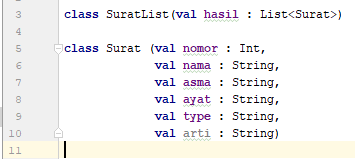 3 class SuratList(val hasil : List<Surat>)
4
5 class Surat (val nomor : Int,
6 val nama : String,
7 val asma : String,
8 val ayat : String,
9 val type : String,
10 val arti : String)
11